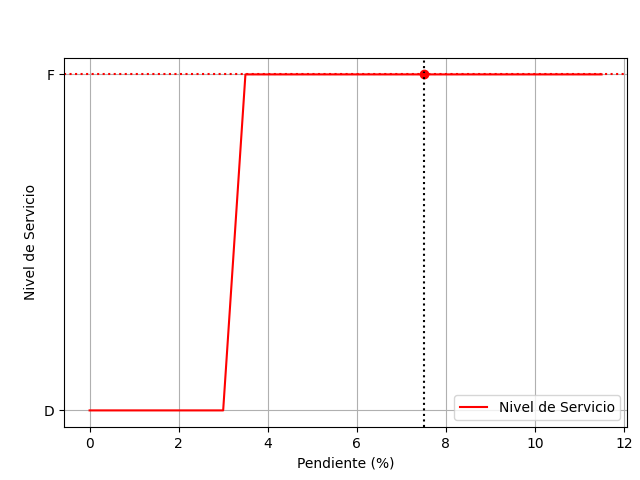 F
D
Nivel de Servicio
0 2 4 6 8 10 12
Pendiente (%)
Nivel de Servicio